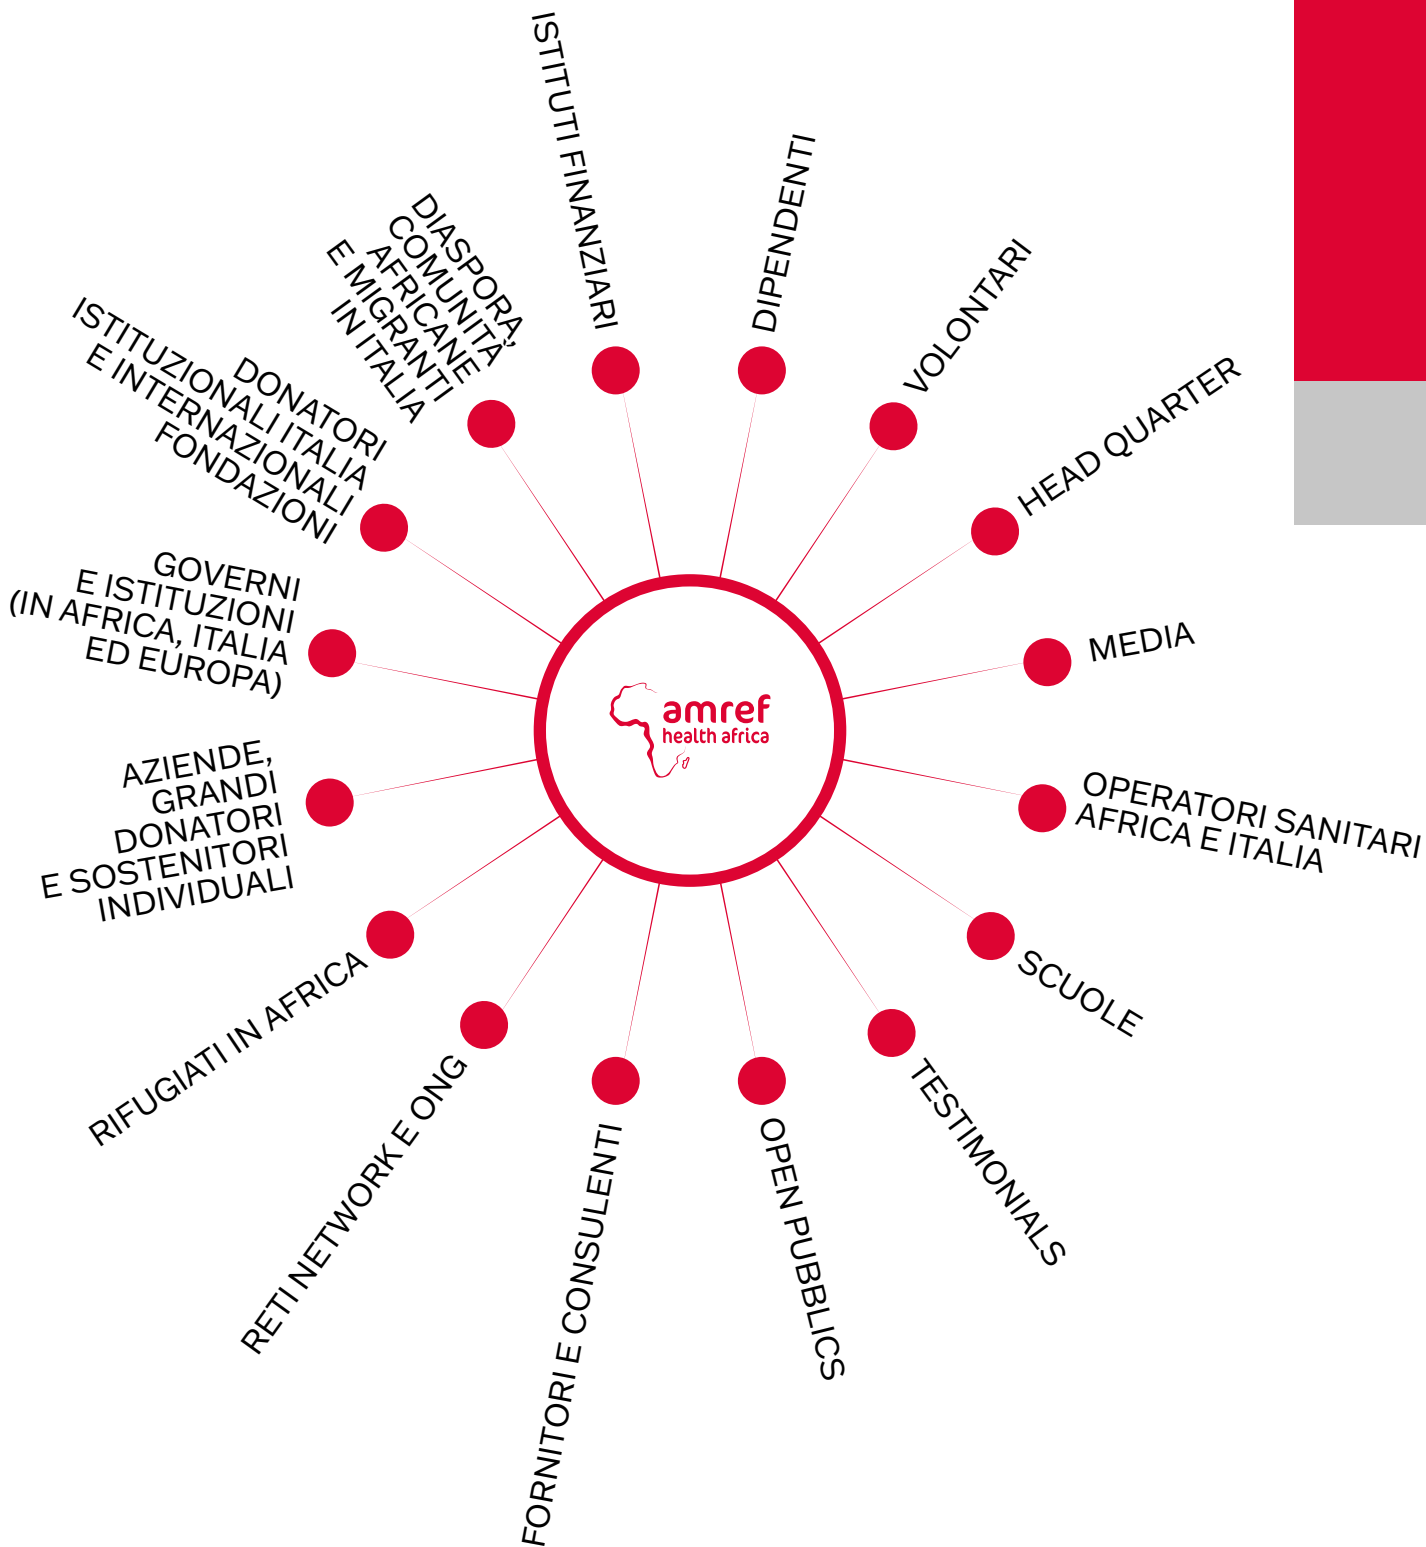 ISTITUTI FINANZIARI
DIPENDENTI
VOLONTARI
HEAD QUARTER
MEDIA
OPERATORI SANITARI
AFRICA E ITALIA
SCUOLE
TESTIMONIALS
OPEN PUBBLICS
FORNITORI E CONSULENTI
RETI NETWORK E ONG
RIFUGIATI IN AFRICA
AZIENDE,
GRANDI
DONATORI
E SOSTENITORI
INDIVIDUALI
GOVERNI
E ISTITUZIONI
(IN AFRICA, ITALIA
ED EUROPA)
DONATORI
ISTITUZIONALI ITALIA
E INTERNAZIONALI
FONDAZIONI
DIASPORA,
COMUNITÀ
AFRICANE
E MIGRANTI
IN ITALIA
amref
health africa